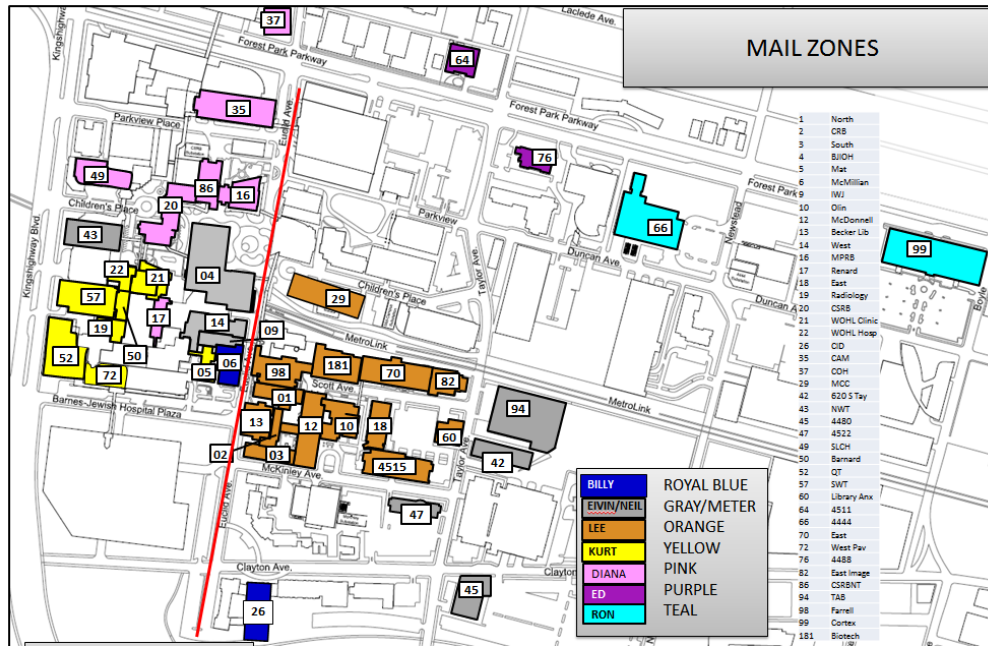 MAIL ZONES
Laclede Ave.
Kingshighway
Forest Park Parkway
37
64
35
Euclid Ave.
Parkview Place
Forest Park Parkway
76
49
86
16
20
Forest Park
Children's Place
Parkview
66
Newstead
43
99
Kingshighway Blvd.
Duncan Ave.
04
Taylor Ave.
22
21
Children's Place
29
Duncan Av
Boyle
57
17
14
09
MetroLink
19
50
52
06
181
05
98
70
72
82
Scott Ave.
MetroLink
01
94
Barnes-Jewish Hospital Plaza
13
12
10
18
60
02
03
42
4515
McKinley Ave.
Taylor Ave.
47
Euclid Ave.
Clayton Ave.
Clayton
45
26
1 North
2 CRB
3 South
4 BJIOH
5 Mat
6 McMillian
9 IWJ
10 Olin
12 McDonnell
13 Becker Lib
14 West
16 MPRB
17 Renard
18 East
19 Radiology
20 CSRB
21 WOHL Clinic
22 WOHL Hosp
26 CID
35 CAM
37 COH
29 MCC
42 620 S Tay
43 NWT
45 4480
47 4522
49 SLCH
50 Barnard
52 QT
57 SWT
60 Library Anx
64 4511
66 4444
70 East
72 West Pav
76 4488
82 East Image
86 CSRBNT
94 TAB
98 Farrell
99 Cortex
181 Biotech
BILLY ROYAL BLUE
EIVIN/NEIL GRAY/METER
LEE ORANGE
KURT YELLOW
DIANA PINK
ED PURPLE
RON TEAL